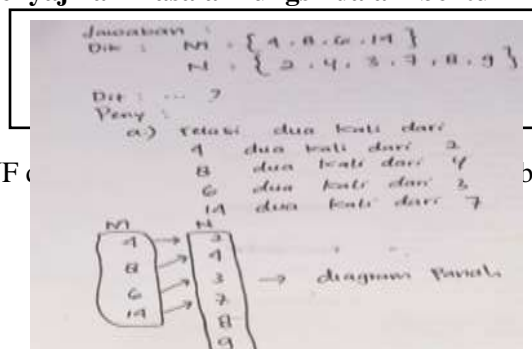 Jawaban :
Dik : M = { 4 , 8 , 6 , 14 }
N = { 2 , 4 , 3 , 7 , 8 , 9 }
Dit : ... ?
Peny :
a.) relasi dua kali dari
4 dua kali dari 2
8 dua kali dari 4
6 dua kali dari 3
14 dua kali dari 7
M N
4 2
8 4
6 3 → diagram Panah
14 7
8
9